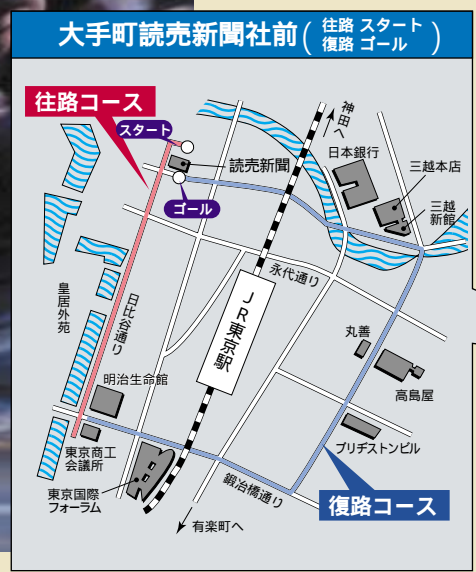 大手町読売新聞社前（往路 スタート
復路 ゴール）
往路コース
スタート
神田へ
読売新聞
日本銀行
三越本店
三越
新館
ゴール
永代通り
皇居外苑
日比谷通り
JR東京駅
丸善
高島屋
明治生命館
東京商工
会議所
ブリヂストンビル
東京国際
フォーラム
鍛冶橋通り
復路コース
有楽町へ